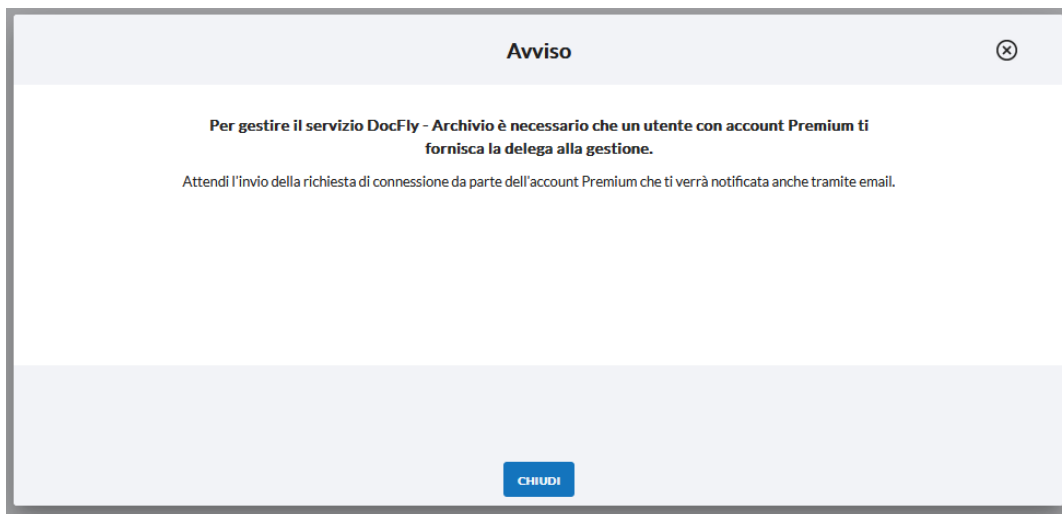 Avviso
Per gestire il servizio DocFly - Archivio è necessario che un utente con account Premium ti
fornisca la delega alla gestione.
Attendi l'invio della richiesta di connessione da parte dell'account Premium che ti verrà notificata anche tramite email.
CHIUDI